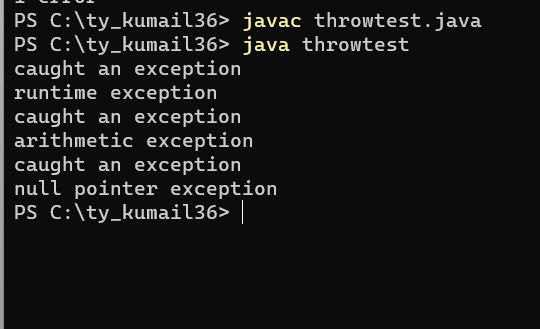 1 error
PS C:\ty_kumail36> javac throwtest.java
PS C:\ty_kumail36> java throwtest
caught an exception
runtime exception
caught an exception
arithmetic exception
caught an exception
null pointer exception
PS C:\ty_kumail36>